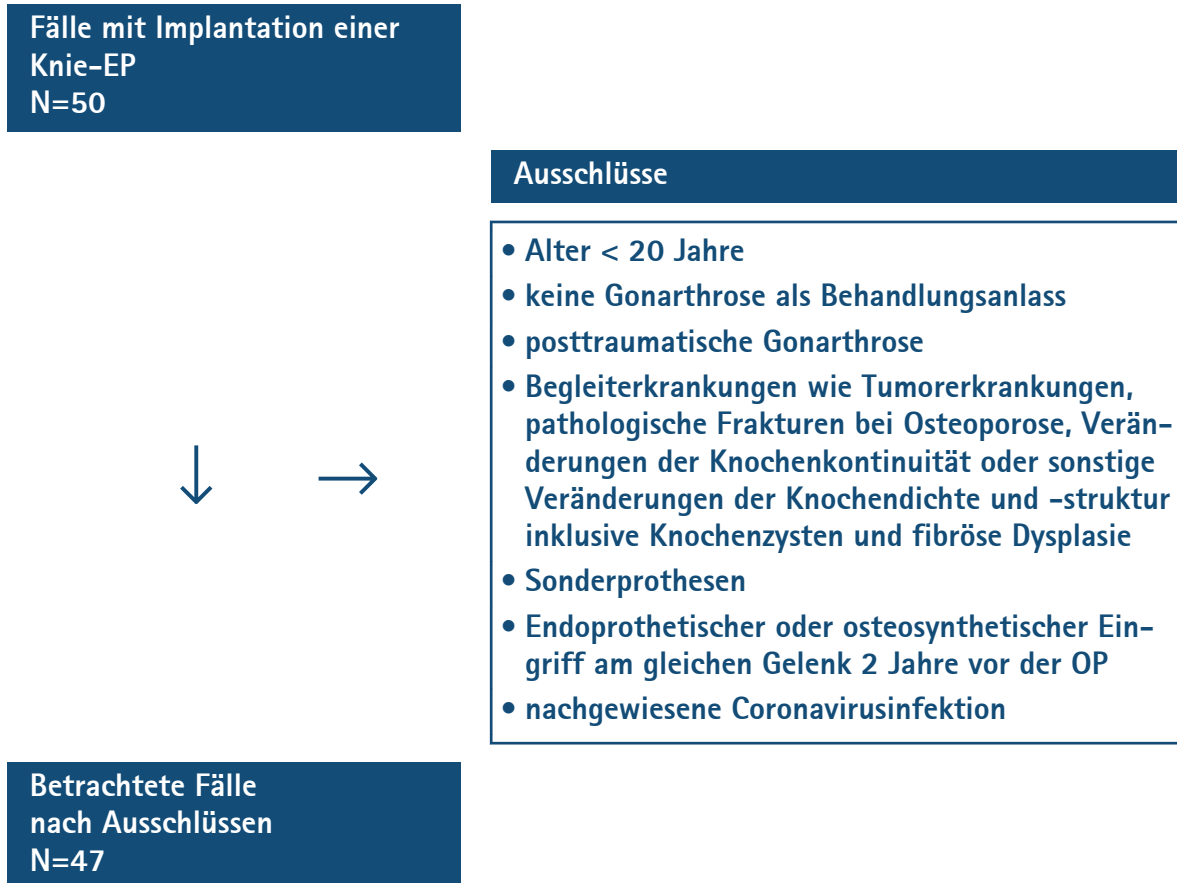 Fälle mit Implantation einer
Knie-EP
N=50
Ausschlüsse
• Alter < 20 Jahre
• keine Gonarthrose als Behandlungsanlass
• posttraumatische Gonarthrose
• Begleiterkrankungen wie Tumorerkrankungen,
pathologische Frakturen bei Osteoporose, Verän-
derungen der Knochenkontinuität oder sonstige
Veränderungen der Knochendichte und -struktur
inklusive Knochenzysten und fibröse Dysplasie
• Sonderprothesen
• Endoprothetischer oder osteosynthetischer Ein-
griff am gleichen Gelenk 2 Jahre vor der OP
• nachgewiesene Coronavirusinfektion
↓ →
Betrachtete Fälle
nach Ausschlüssen
N=47